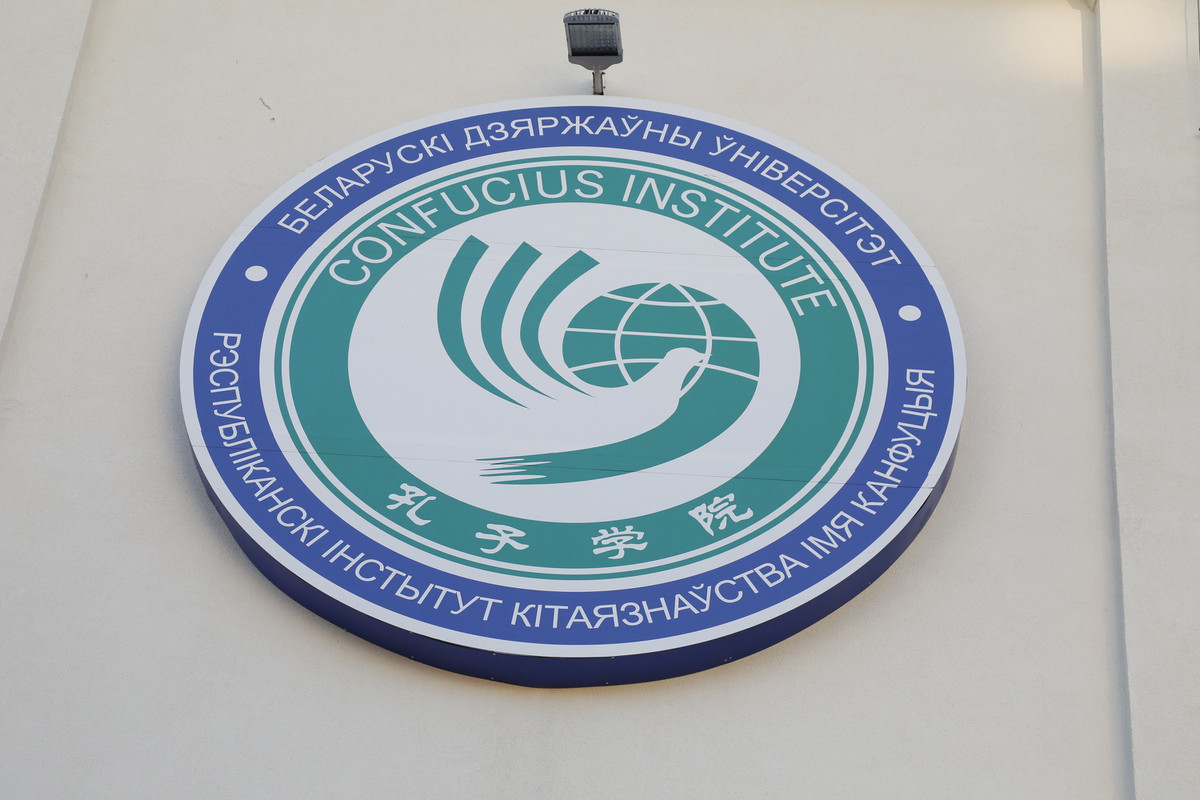 БЕЛАРУСКІ ДЗЯРЖАЎНЫ ЎНІВЕРСІТЭТ
CONFUCIUS INSTITUTE
孔子学院
РЭСПУБЛІКАНСКІ ІНСТЫТУТ КІТАЯЗНАЎСТВА ІМЯ КАНФУЦЫЯ